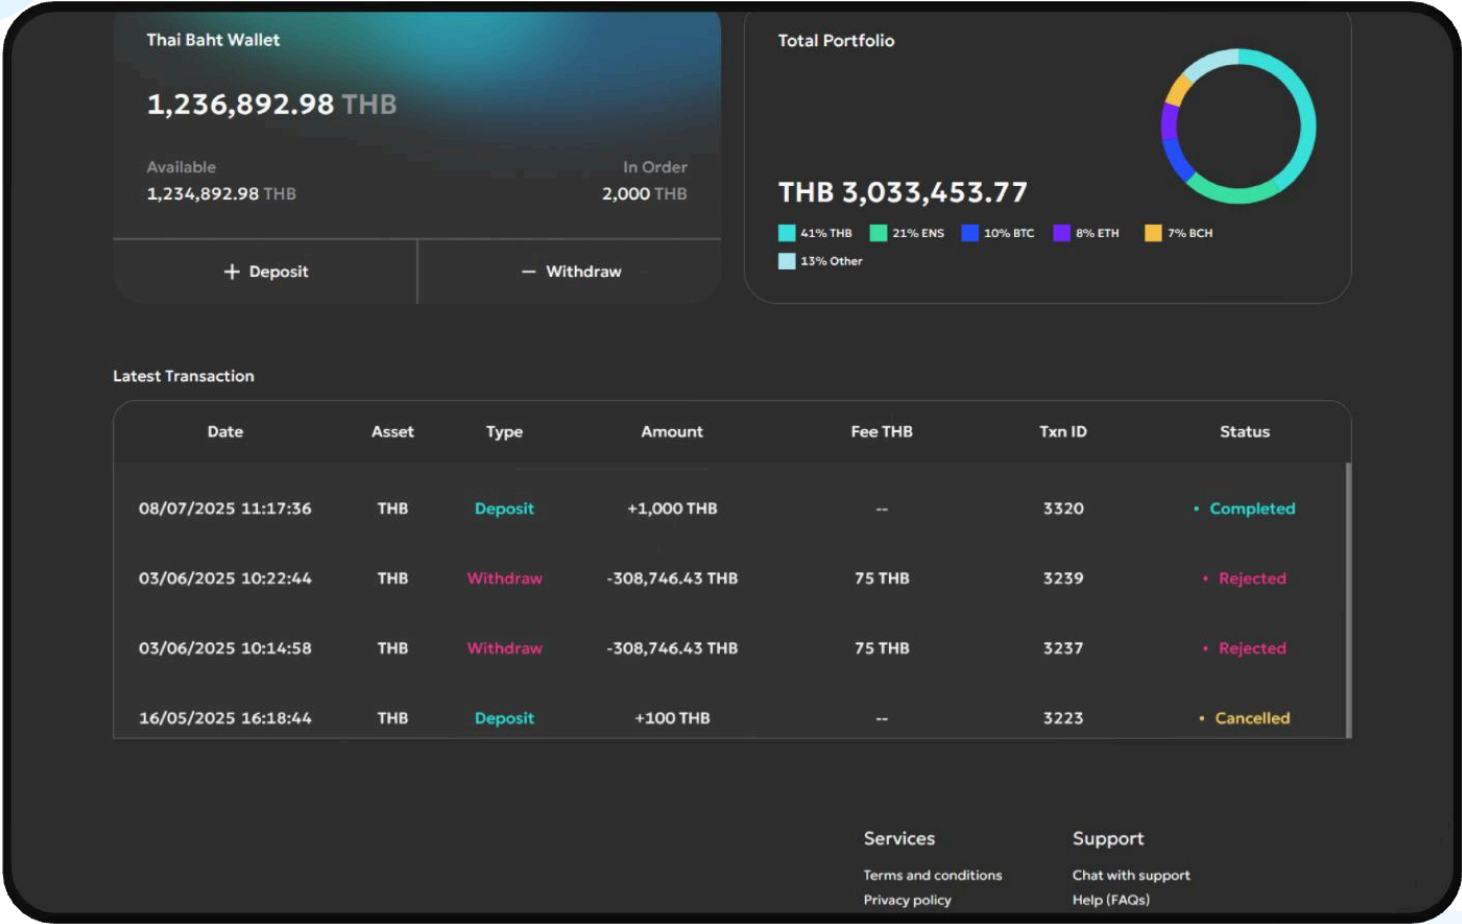 Thai Baht Wallet
1,236,892.98 THB
Available In Order
1,234,892.98 THB 2,000 THB
+ Deposit − Withdraw
Total Portfolio
THB 3,033,453.77
41% THB 21% ENS 10% BTC 8% ETH 7% BCH
13% Other
Latest Transaction
Date Asset Type Amount Fee THB Txn ID Status
08/07/2025 11:17:36 THB Deposit +1,000 THB -- 3320 • Completed
03/06/2025 10:22:44 THB Withdraw -308,746.43 THB 75 THB 3239 • Rejected
03/06/2025 10:14:58 THB Withdraw -308,746.43 THB 75 THB 3237 • Rejected
16/05/2025 16:18:44 THB Deposit +100 THB -- 3223 • Cancelled
Services Support
Terms and conditions Chat with support
Privacy policy Help (FAQs)